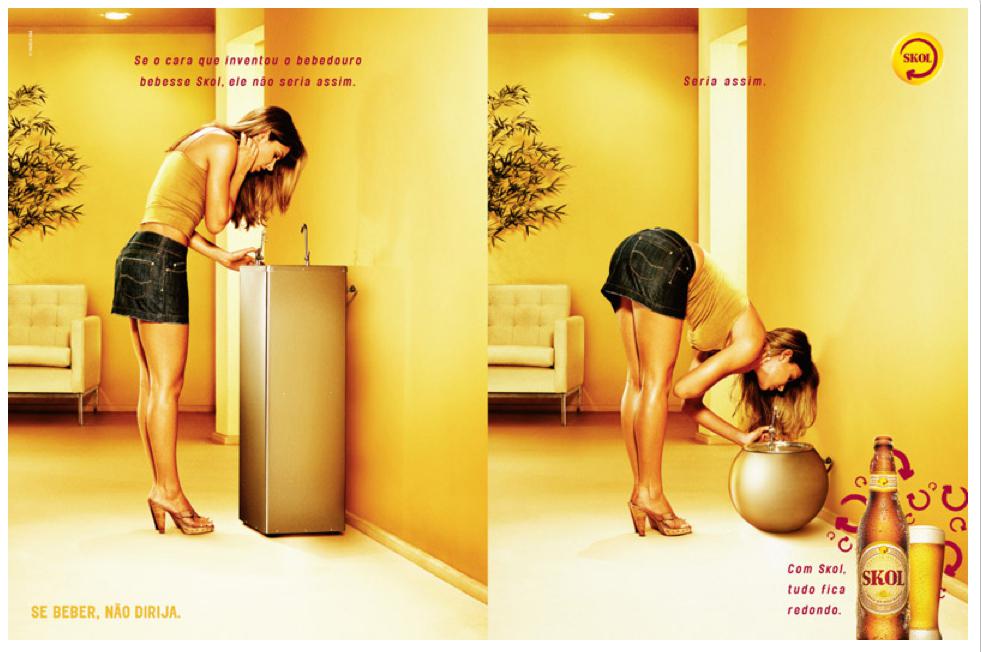 Se o cara que inventou o bebedouro
bebesse Skol, ele não seria assim.
Seria assim.
SKOL
SE BEBER, NÃO DIRIJA.
Com Skol,
tudo fica
redondo.
SKOL